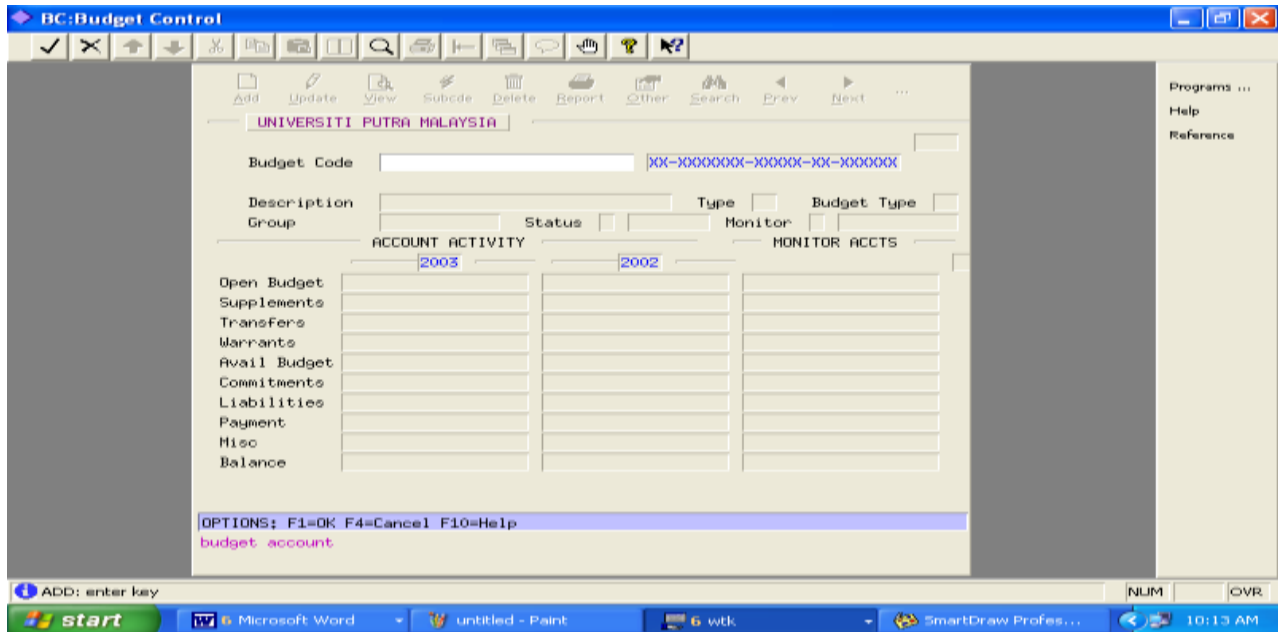 BC:Budget Control
Add Update View Subcde Delete Report Other Search Prev Next ...
Programs ...
Help
Reference
UNIVERSITI PUTRA MALAYSIA
Budget Code XX-XXXXXXX-XXXXX-XX-XXXXXX
Description Type Budget Type
Group Status Monitor
ACCOUNT ACTIVITY MONITOR ACCTS
2003 2002
Open Budget
Supplements
Transfers
Warrants
Avail Budget
Commitments
Liabilities
Payment
Misc
Balance
OPTIONS: F1=OK F4=Cancel F10=Help
budget account
ADD: enter key NUM OVR
start 6 Microsoft Word untitled - Paint 6 wtk SmartDraw Profes... 10:13 AM